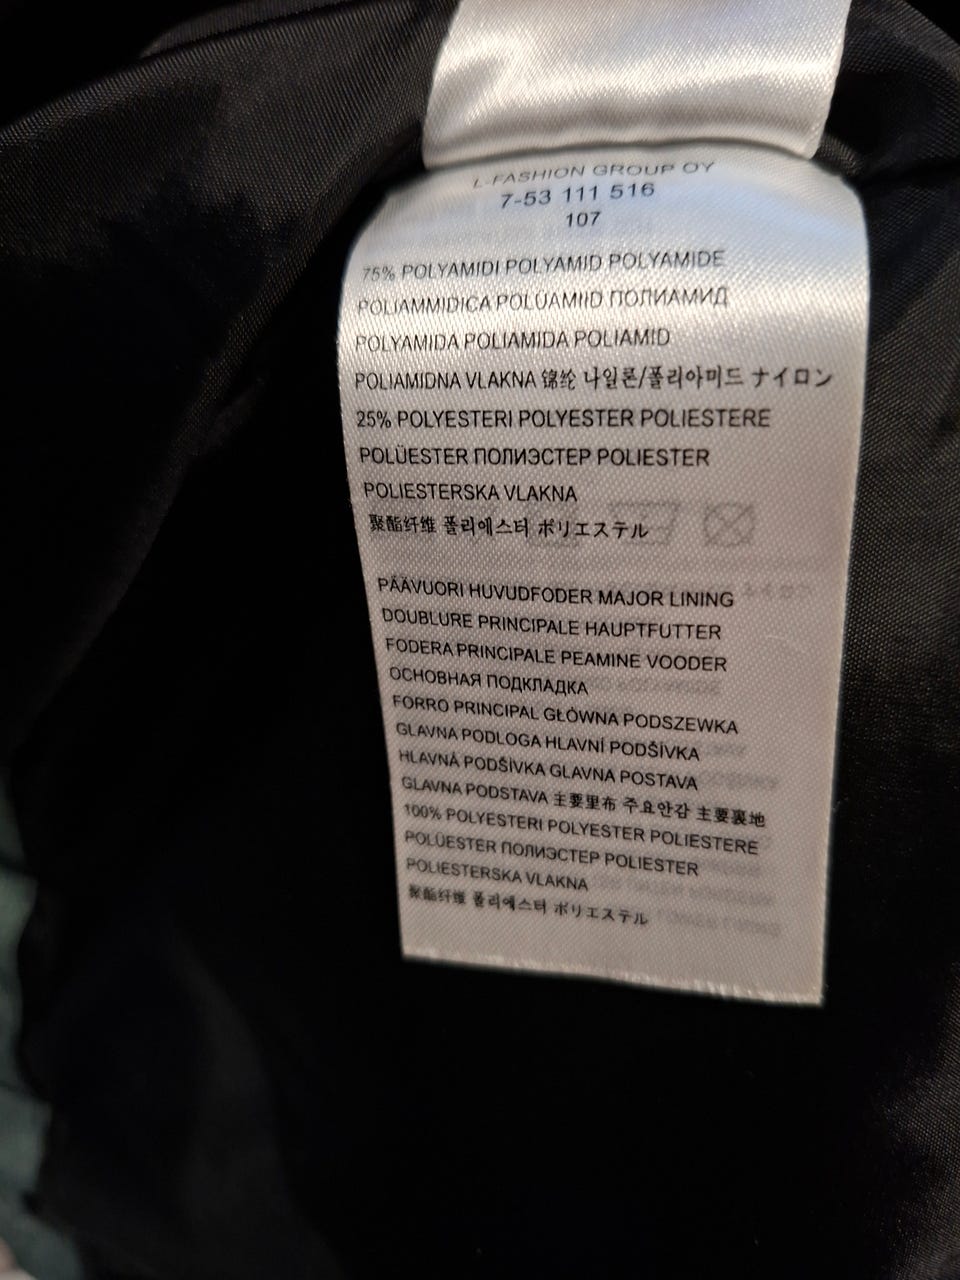 L-FASHION GROUP OY
7-53 111 516
107
75% POLYAMIDI POLYAMID POLYAMIDE
POLIAMMIDICA POLÜAMIID ПОЛИАМИД
POLYAMIDA POLIAMIDA POLIAMID
POLIAMIDNA VLAKNA 锦纶 나일론/폴리아미드 ナイロン
25% POLYESTERI POLYESTER POLIESTERE
POLÜESTER ПОЛИЭСТЕР POLIESTER
POLIESTERSKA VLAKNA
聚酯纤维 폴리에스터 ポリエステル
PÄÄVUORI HUVUDFODER MAJOR LINING
DOUBLURE PRINCIPALE HAUPTFUTTER
FODERA PRINCIPALE PEAMINE VOODER
ОСНОВНАЯ ПОДКЛАДКА
FORRO PRINCIPAL GŁÓWNA PODSZEWKA
GLAVNA PODLOGA HLAVNÍ PODŠÍVKA
HLAVNÁ PODŠÍVKA GLAVNA POSTAVA
GLAVNA PODSTAVA 主要里布 주요안감 主要裏地
100% POLYESTERI POLYESTER POLIESTERE
POLÜESTER ПОЛИЭСТЕР POLIESTER
POLIESTERSKA VLAKNA
聚酯纤维 폴리에스터 ポリエステル